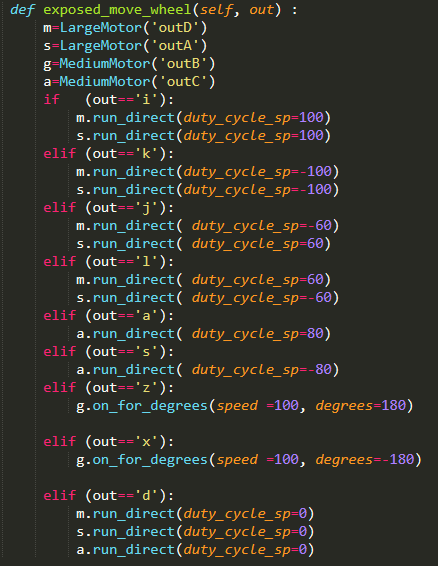 def exposed_move_wheel(self, out) :
    m=LargeMotor('outD')
    s=LargeMotor('outA')
    g=MediumMotor('outB')
    a=MediumMotor('outC')
    if   (out=='i'):
        m.run_direct(duty_cycle_sp=100)
        s.run_direct(duty_cycle_sp=100)
    elif (out=='k'):
        m.run_direct(duty_cycle_sp=-100)
        s.run_direct(duty_cycle_sp=-100)
    elif (out=='j'):
        m.run_direct( duty_cycle_sp=-60)
        s.run_direct( duty_cycle_sp=60)
    elif (out=='l'):
        m.run_direct( duty_cycle_sp=60)
        s.run_direct( duty_cycle_sp=-60)
    elif (out=='a'):
        a.run_direct( duty_cycle_sp=80)
    elif (out=='s'):
        a.run_direct( duty_cycle_sp=-80)
    elif (out=='z'):
        g.on_for_degrees(speed =100, degrees=180)

    elif (out=='x'):
        g.on_for_degrees(speed =100, degrees=-180)

    elif (out=='d'):
        m.run_direct(duty_cycle_sp=0)
        s.run_direct(duty_cycle_sp=0)
        a.run_direct(duty_cycle_sp=0)